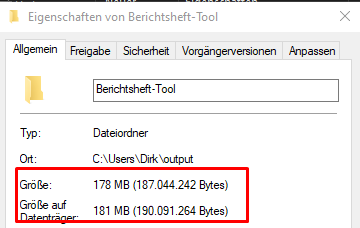 Eigenschaften von Berichtsheft-Tool
Allgemein Freigabe Sicherheit Vorgängerversionen Anpassen
Berichtsheft-Tool
Typ: Dateiordner
Ort: C:\Users\Dirk\output
Größe: 178 MB (187.044.242 Bytes)
Größe auf
Datenträger: 181 MB (190.091.264 Bytes)